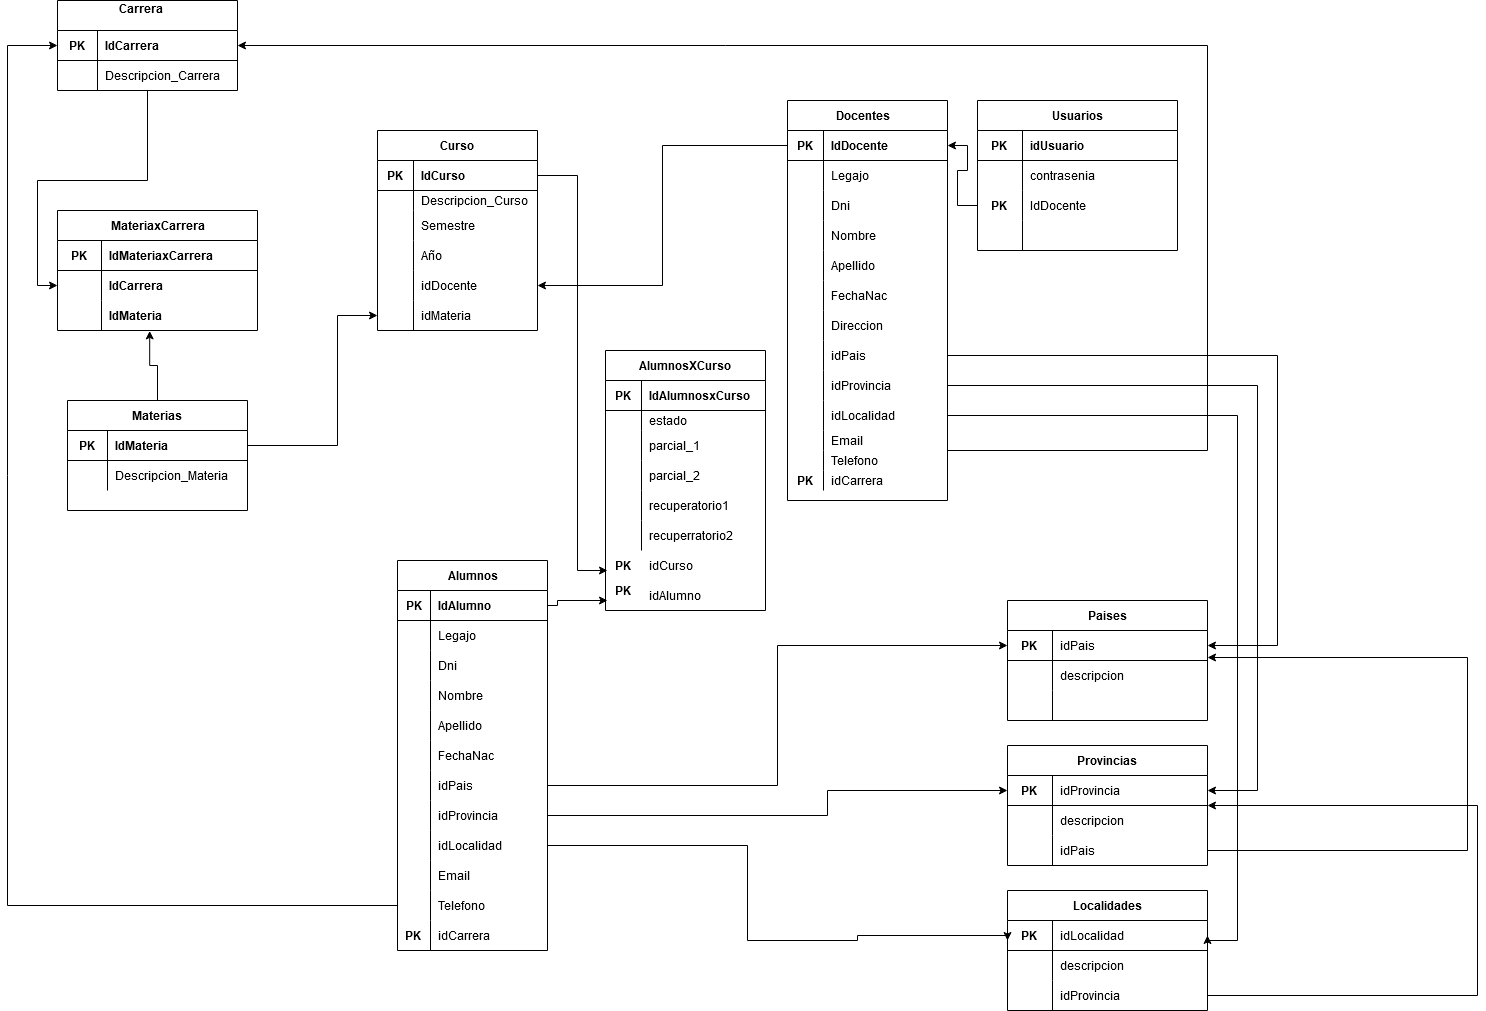 Carrera
PK IdCarrera
Descripcion_Carrera
MateriaxCarrera
PK IdMateriaxCarrera
IdCarrera
IdMateria
Materias
PK IdMateria
Descripcion_Materia
Curso
PK IdCurso
Descripcion_Curso
Semestre
Año
idDocente
idMateria
Docentes
PK IdDocente
Legajo
Dni
Nombre
Apellido
FechaNac
Direccion
idPais
idProvincia
idLocalidad
Email
Telefono
PK idCarrera
Usuarios
PK idUsuario
contrasenia
PK IdDocente
AlumnosXCurso
PK IdAlumnosxCurso
estado
parcial_1
parcial_2
recuperatorio1
recuperratorio2
PK idCurso
PK idAlumno
Alumnos
PK IdAlumno
Legajo
Dni
Nombre
Apellido
FechaNac
idPais
idProvincia
idLocalidad
Email
Telefono
PK idCarrera
Paises
PK idPais
descripcion
Provincias
PK idProvincia
descripcion
idPais
Localidades
PK idLocalidad
descripcion
idProvincia